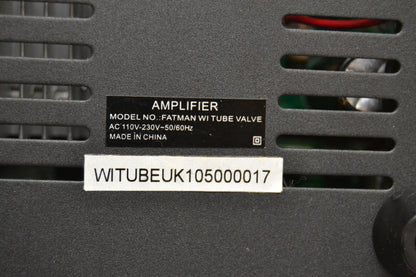 AMPLIFIER
MODEL NO.:FATMAN WI TUBE VALVE
AC 110V-230V~50/60Hz
MADE IN CHINA
WITUBEUK105000017